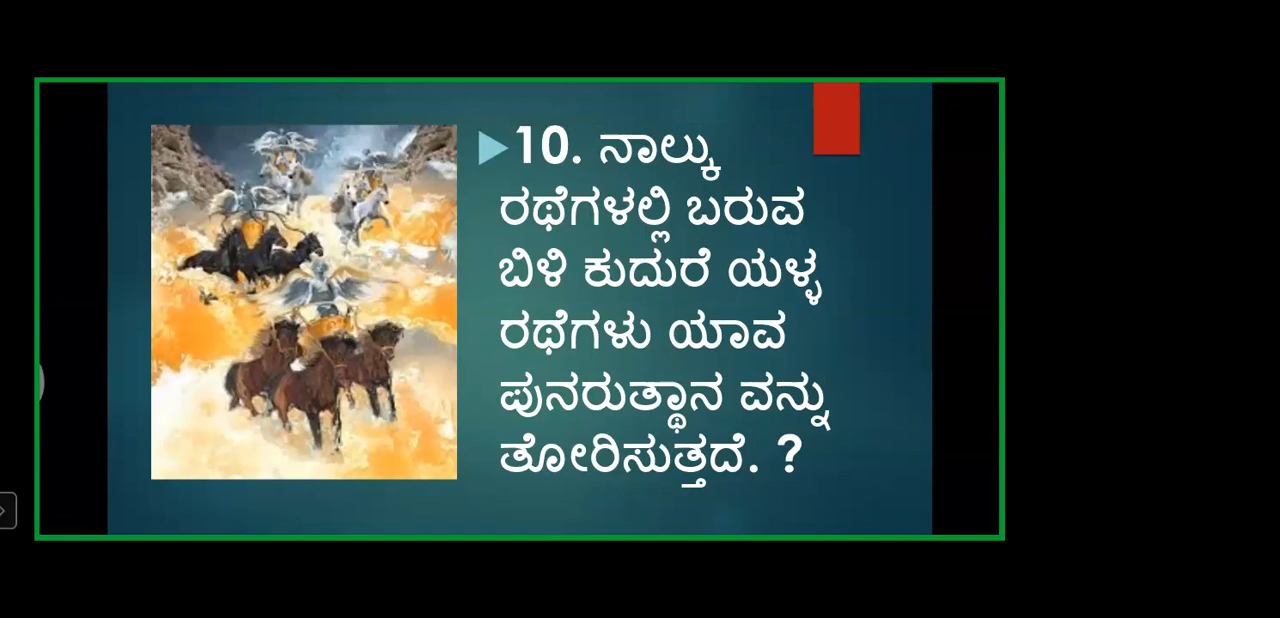 10. ನಾಲ್ಕು
ರಥೆಗಳಲ್ಲಿ ಬರುವ
ಬಿಳಿ ಕುದುರೆ ಯಳ್ಳ
ರಥೆಗಳು ಯಾವ
ಪುನರುತ್ಥಾನ ವನ್ನು
ತೋರಿಸುತ್ತದೆ. ?